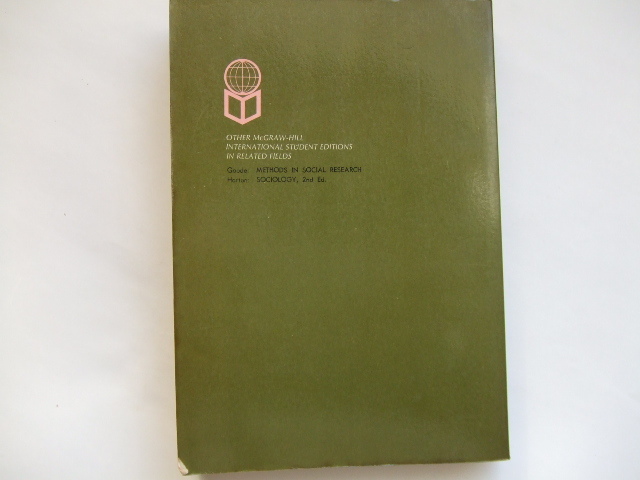 OTHER McGRAW-HILL
INTERNATIONAL STUDENT EDITIONS
IN RELATED FIELDS
Goode: METHODS IN SOCIAL RESEARCH
Horton: SOCIOLOGY, 2nd Ed.